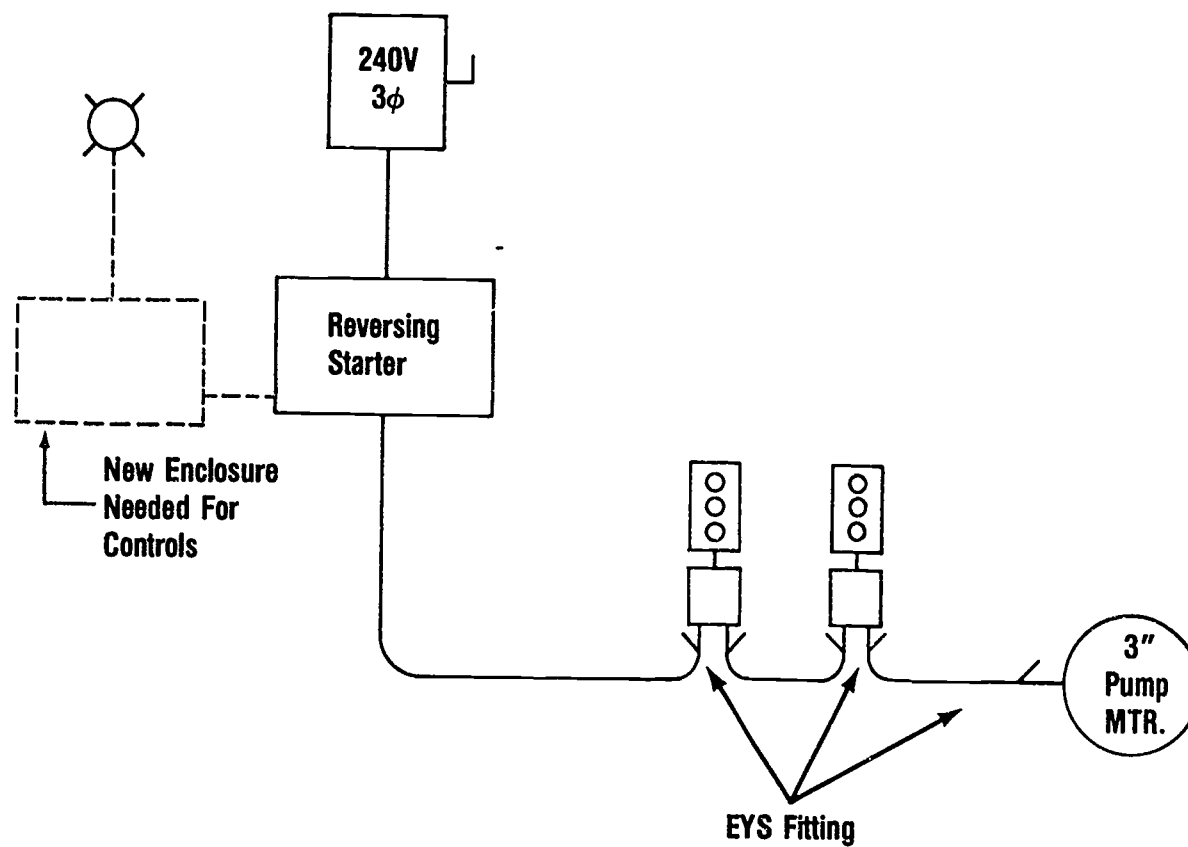 240V
3ϕ
Reversing
Starter
New Enclosure
Needed For
Controls
3"
Pump
MTR.
EYS Fitting